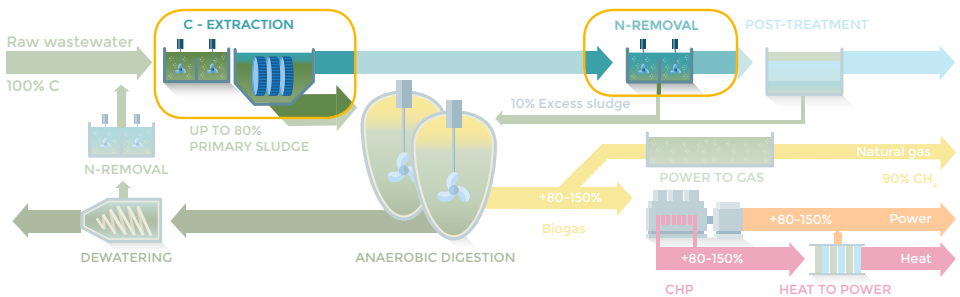 C - EXTRACTION
N-REMOVAL
POST-TREATMENT
Raw wastewater
100% C
UP TO 80%
PRIMARY SLUDGE
10% Excess sludge
N-REMOVAL
POWER TO GAS
Natural gas
90% CH4
+80-150%
Biogas
+80-150%
Power
DEWATERING
ANAEROBIC DIGESTION
+80-150%
Heat
CHP
HEAT TO POWER